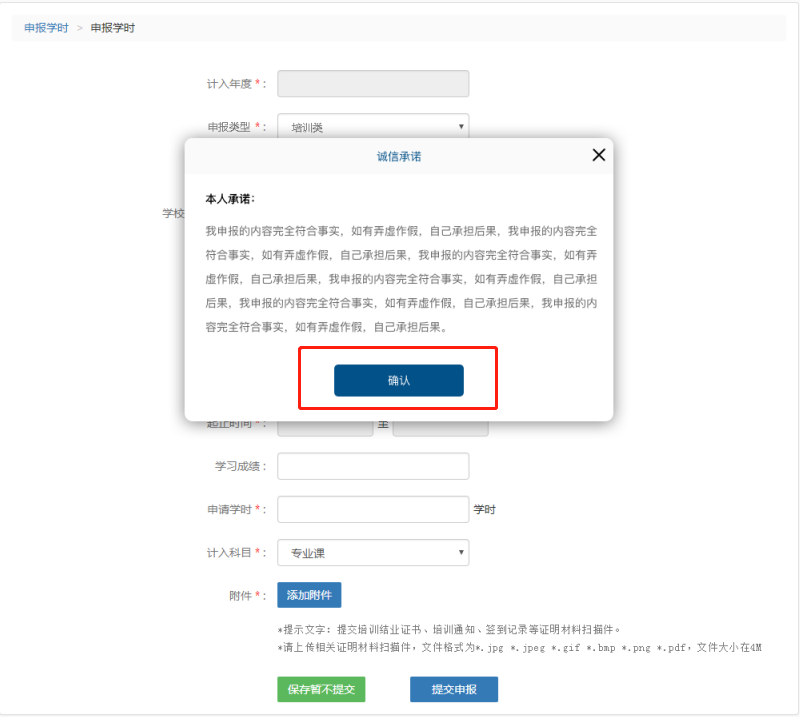 申报学时 > 申报学时
计入年度 *：
申报类型 *： 培训类
诚信承诺
本人承诺：
学校
我申报的内容完全符合事实，如有弄虚作假，自己承担后果，我申报的内容完全
符合事实，如有弄虚作假，自己承担后果，我申报的内容完全符合事实，如有弄
虚作假，自己承担后果，我申报的内容完全符合事实，如有弄虚作假，自己承担
后果，我申报的内容完全符合事实，如有弄虚作假，自己承担后果，我申报的内
容完全符合事实，如有弄虚作假，自己承担后果。
确认
起止时间 *： 至
学习成绩：
申请学时 *： 学时
计入科目 *： 专业课
附件 *： 添加附件
*提示文字：提交培训结业证书、培训通知、签到记录等证明材料扫描件。
*请上传相关证明材料扫描件，文件格式为*.jpg *.jpeg *.gif *.bmp *.png *.pdf，文件大小在4M
保存暂不提交 提交申报